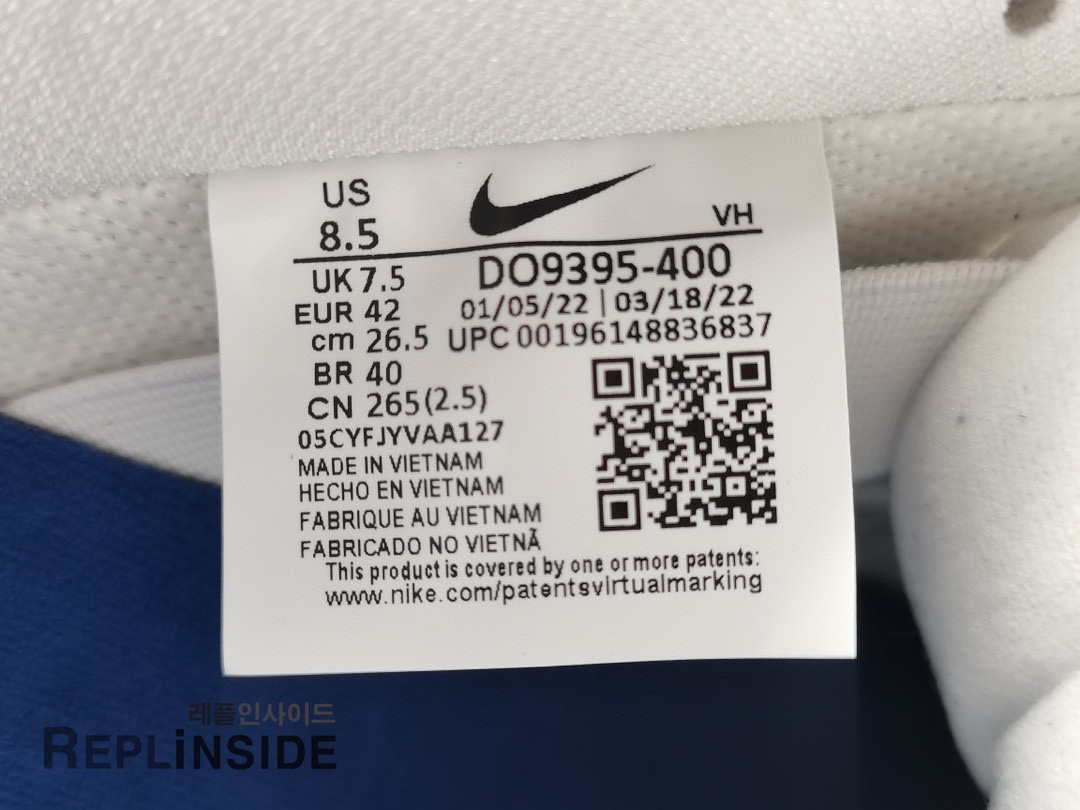 US
8.5
VH
UK 7.5
EUR 42
cm 26.5
BR 40
CN 265(2.5)
DO9395-400
01/05/22 | 03/18/22
UPC 00196148836837
05CYFJYVAA127
MADE IN VIETNAM
HECHO EN VIETNAM
FABRIQUE AU VIETNAM
FABRICADO NO VIETNÃ
This product is covered by one or more patents:
www.nike.com/patentsvirtualmarking
레플인사이드
REPLiNSIDE